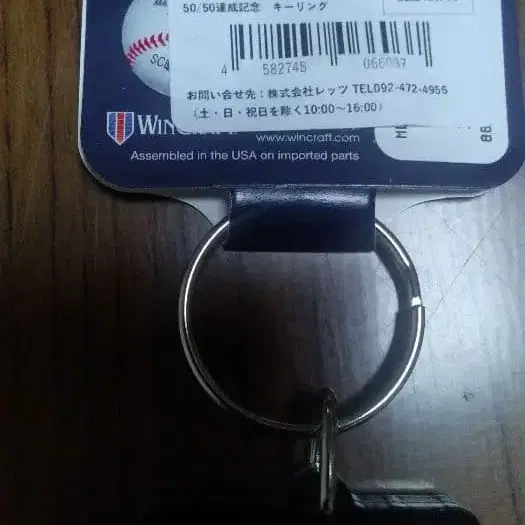 50/50達成記念 キーリング
4 582748 066087
お問い合せ先：株式会社レッツ TEL092-472-4955
（土・日・祝日を除く10:00～16:00）
WINCRAFT
www.wincraft.com
Assembled in the USA on imported parts
88